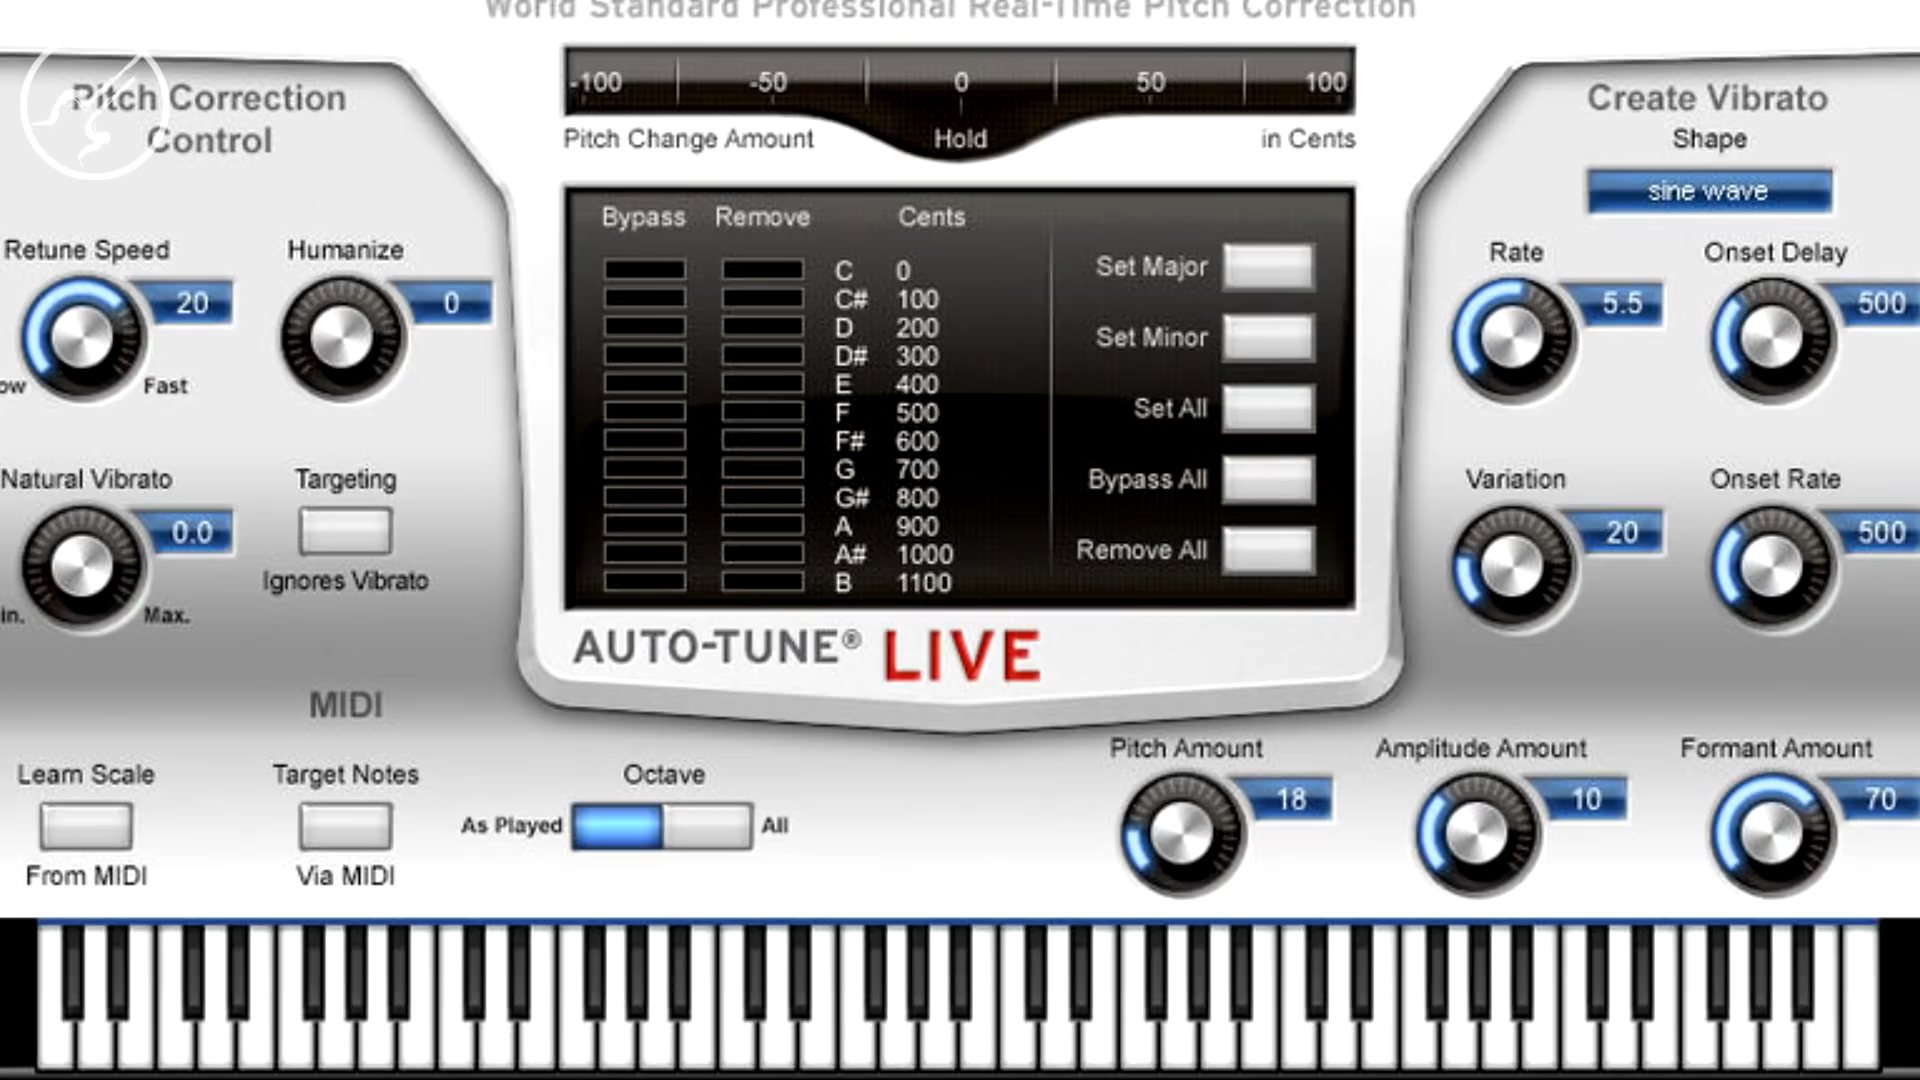 World Standard Professional Real-Time Pitch Correction
-100 -50 0 50 100
Pitch Change Amount Hold in Cents
Pitch Correction
Control
Retune Speed
20
Fast
Humanize
0
Natural Vibrato
0.0
Max.
Targeting
Ignores Vibrato
Bypass Remove Cents
C 0
C# 100
D 200
D# 300
E 400
F 500
F# 600
G 700
G# 800
A 900
A# 1000
B 1100
Set Major
Set Minor
Set All
Bypass All
Remove All
AUTO-TUNE® LIVE
Create Vibrato
Shape
sine wave
Rate
5.5
Onset Delay
500
Variation
20
Onset Rate
500
MIDI
Learn Scale
From MIDI
Target Notes
Via MIDI
Octave
As Played All
Pitch Amount
18
Amplitude Amount
10
Formant Amount
70